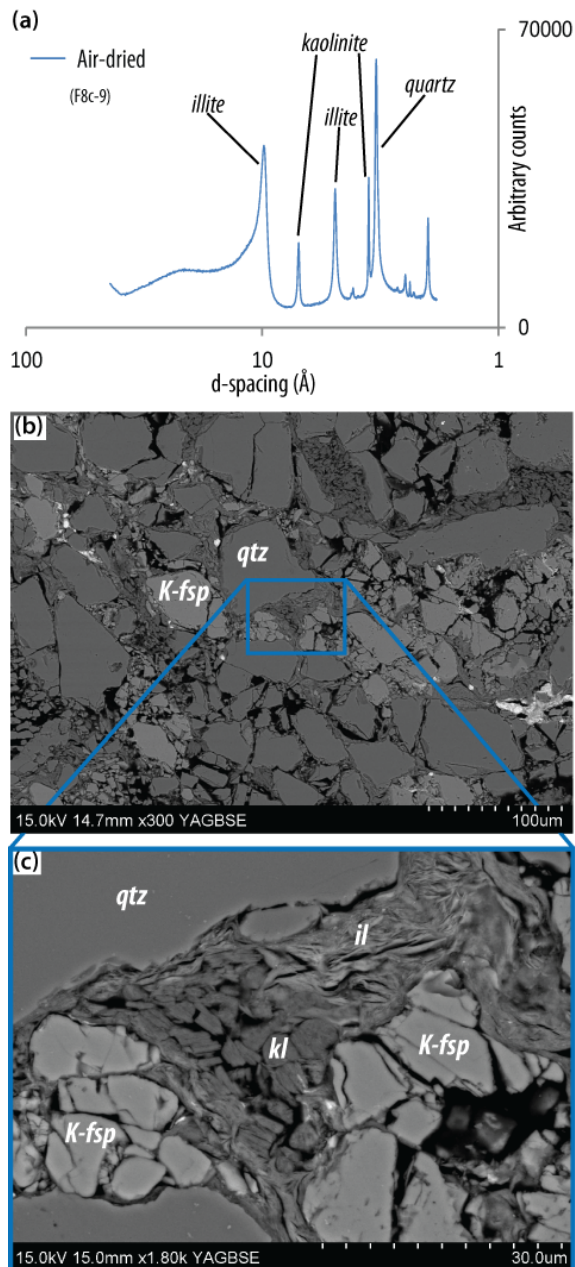 (a)
70000
Air-dried
(F8c-9)
kaolinite
illite
illite
quartz
Arbitrary counts
0
100
10
1
d-spacing (Å)
(b)
qtz
K-fsp
15.0kV 14.7mm x300 YAGBSE
100um
(c)
qtz
il
kl
K-fsp
K-fsp
15.0kV 15.0mm x1.80k YAGBSE
30.0um